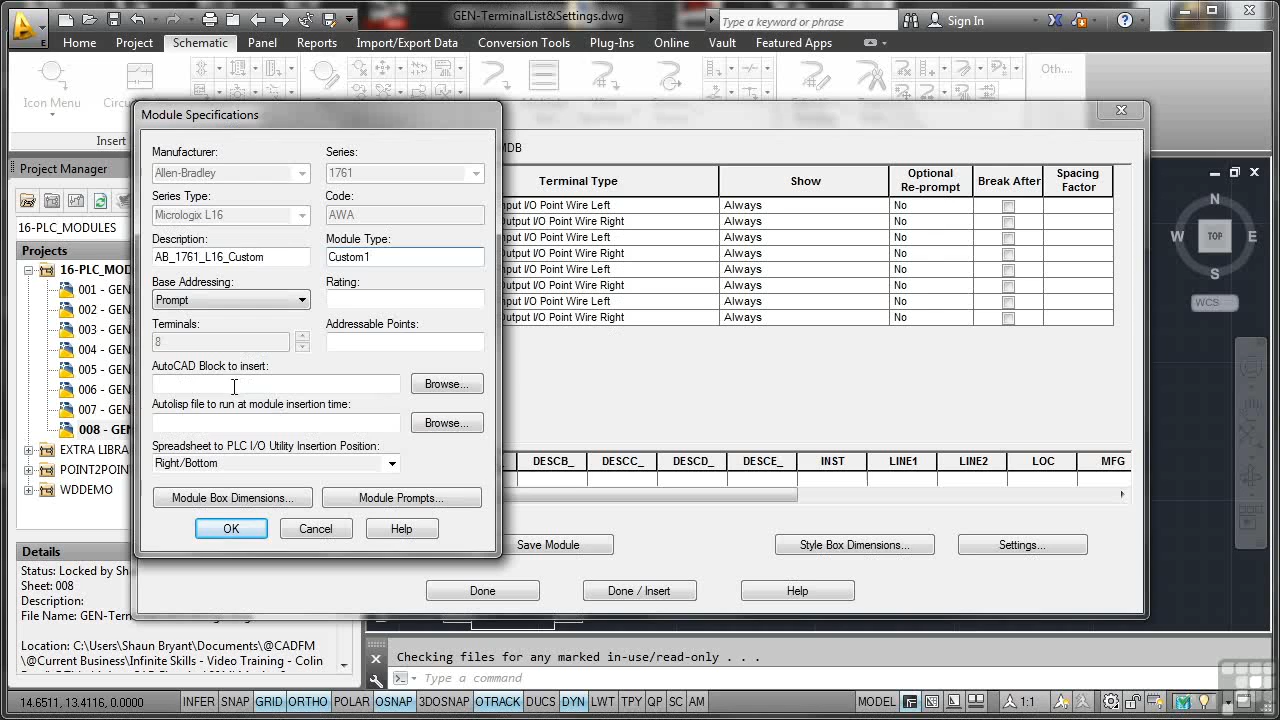 GEN-TerminalList&Settings.dwg
Type a keyword or phrase
Sign In
Home Project Schematic Panel Reports Import/Export Data Conversion Tools Plug-Ins Online Vault Featured Apps
Icon Menu
Oth...
Insert
Project Manager
16-PLC_MODULES
Projects
16-PLC_MOD
001 - GEN
002 - GEN
003 - GEN
004 - GEN
005 - GEN
006 - GEN
007 - GEN
008 - GEN
EXTRA LIBRA
POINT2POIN
WDDEMO
Details
Status: Locked by Sha
Sheet: 008
Description:
File Name: GEN-Term
Location: C:\Users\Shaun Bryant\Documents\@CADFM
\@Current Business\Infinite Skills - Video Training - Colin
Module Specifications
Manufacturer: Series:
Allen-Bradley 1761
Series Type: Code:
Micrologix L16 AWA
Description: Module Type:
AB_1761_L16_Custom Custom1
Base Addressing: Rating:
Prompt
Terminals: Addressable Points:
8
AutoCAD Block to insert:
Browse...
Autolisp file to run at module insertion time:
Browse...
Spreadsheet to PLC I/O Utility Insertion Position:
Right/Bottom
Module Box Dimensions... Module Prompts...
OK Cancel Help
MDB
Terminal Type Show Optional Re-prompt Break After Spacing Factor
nput I/O Point Wire Left Always No
Output I/O Point Wire Right Always No
nput I/O Point Wire Left Always No
Output I/O Point Wire Right Always No
nput I/O Point Wire Left Always No
Output I/O Point Wire Right Always No
nput I/O Point Wire Left Always No
Output I/O Point Wire Right Always No
DESCB_ DESCC_ DESCD_ DESCE_ INST LINE1 LINE2 LOC MFG
Save Module Style Box Dimensions... Settings...
Done Done / Insert Help
N
W TOP E
S
WCS
Checking files for any marked in-use/read-only . . .
Type a command
14.6511, 13.4116, 0.0000 INFER SNAP GRID ORTHO POLAR OSNAP 3DOSNAP OTRACK DUCS DYN LWT TPY QP SC AM MODEL 1:1